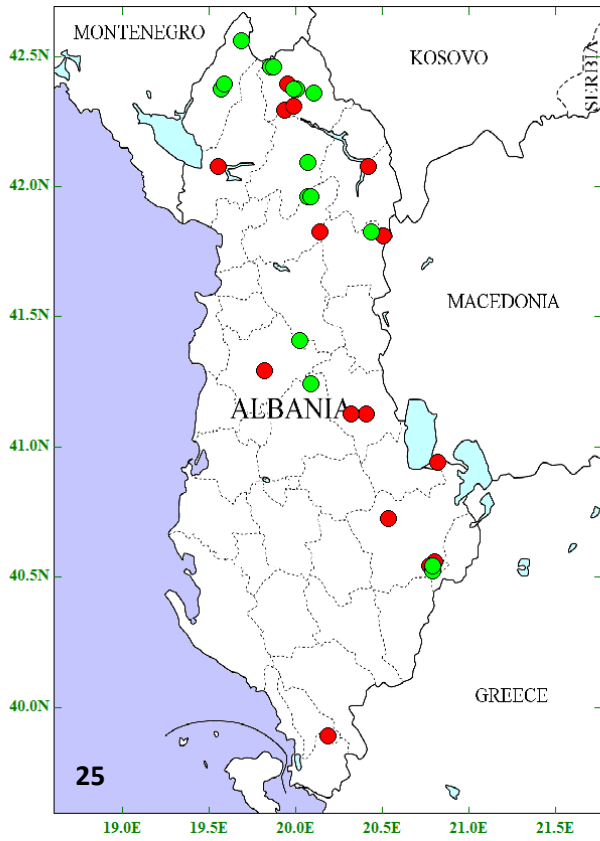 MONTENEGRO
KOSOVO
SERBIA
42.5N
42.0N
41.5N
MACEDONIA
ALBANIA
41.0N
40.5N
40.0N
GREECE
25
19.0E 19.5E 20.0E 20.5E 21.0E 21.5E